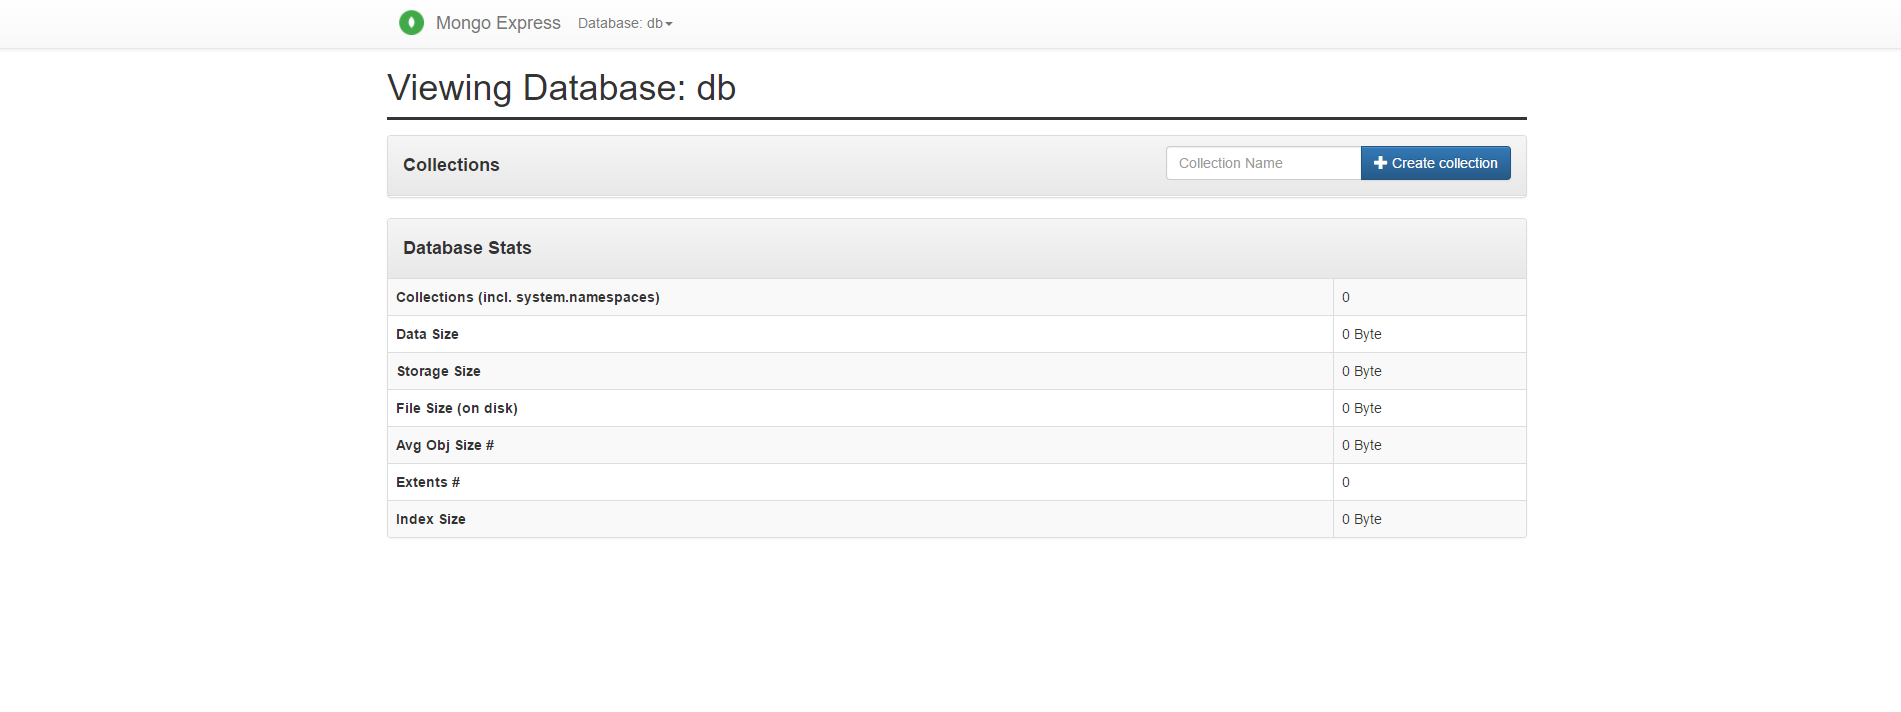 Mongo Express Database: db
Viewing Database: db
Collections Collection Name Create collection
Database Stats
Collections (incl. system.namespaces) 0
Data Size 0 Byte
Storage Size 0 Byte
File Size (on disk) 0 Byte
Avg Obj Size # 0 Byte
Extents # 0
Index Size 0 Byte